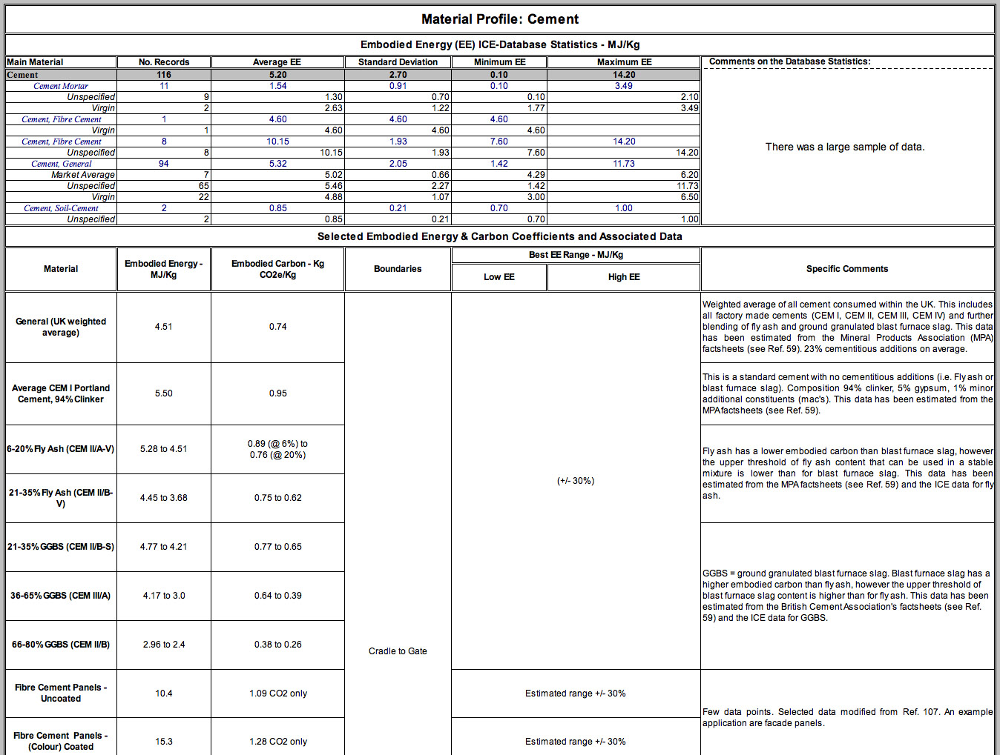 Material Profile: Cement
Embodied Energy (EE) ICE-Database Statistics - MJ/Kg
Main Material No. Records Average EE Standard Deviation Minimum EE Maximum EE Comments on the Database Statistics:
Cement 116 5.20 2.70 0.10 14.20
Cement Mortar 11 1.54 0.91 0.10 3.49
Unspecified 9 1.30 0.70 0.10 2.10
Virgin 2 2.63 1.22 1.77 3.49
Cement, Fibre Cement 1 4.60 4.60 4.60
Virgin 1 4.60 4.60 4.60
Cement, Fibre Cement 8 10.15 1.93 7.60 14.20
Unspecified 8 10.15 1.93 7.60 14.20
Cement, General 94 5.32 2.05 1.42 11.73
Market Average 7 5.02 0.66 4.29 6.20
Unspecified 65 5.46 2.27 1.42 11.73
Virgin 22 4.88 1.07 3.00 6.50
Cement, Soil-Cement 2 0.85 0.21 0.70 1.00
Unspecified 2 0.85 0.21 0.70 1.00
There was a large sample of data.
Selected Embodied Energy & Carbon Coefficients and Associated Data
Material
Embodied Energy -
MJ/Kg
Embodied Carbon - Kg
CO2e/Kg
Boundaries
Best EE Range - MJ/Kg
Low EE High EE
Specific Comments
General (UK weighted
average)
4.51
0.74
Weighted average of all cement consumed within the UK. This includes
all factory made cements (CEM I, CEM II, CEM III, CEM IV) and further
blending of fly ash and ground granulated blast furnace slag. This data
has been estimated from the Mineral Products Association (MPA)
factsheets (see Ref. 59). 23% cementitious additions on average.
Average CEM I Portland
Cement, 94% Clinker
5.50
0.95
This is a standard cement with no cementitious additions (i.e. Fly ash or
blast furnace slag). Composition 94% clinker, 5% gypsum, 1% minor
additional constituents (mac's). This data has been estimated from the
MPA factsheets (see Ref. 59).
6-20% Fly Ash (CEM II/A-V)
5.28 to 4.51
0.89 (@ 6%) to
0.76 (@ 20%)
Fly ash has a lower embodied carbon than blast furnace slag, however
the upper threshold of fly ash content that can be used in a stable
mixture is lower than for blast furnace slag. This data has been
estimated from the MPA factsheets (see Ref. 59) and the ICE data for fly
ash.
(+/- 30%)
21-35% Fly Ash (CEM II/B-
V)
4.45 to 3.68
0.75 to 0.62
21-35% GGBS (CEM II/B-S)
4.77 to 4.21
0.77 to 0.65
GGBS = ground granulated blast furnace slag. Blast furnace slag has a
higher embodied carbon than fly ash, however the upper threshold of
blast furnace slag content is higher than for fly ash. This data has been
estimated from the British Cement Association's factsheets (see Ref.
59) and the ICE data for GGBS.
36-65% GGBS (CEM III/A)
4.17 to 3.0
0.64 to 0.39
66-80% GGBS (CEM II/B)
2.96 to 2.4
0.38 to 0.26
Cradle to Gate
Fibre Cement Panels -
Uncoated
10.4
1.09 CO2 only
Estimated range +/- 30%
Few data points. Selected data modified from Ref. 107. An example
application are facade panels.
Fibre Cement Panels -
(Colour) Coated
15.3
1.28 CO2 only
Estimated range +/- 30%